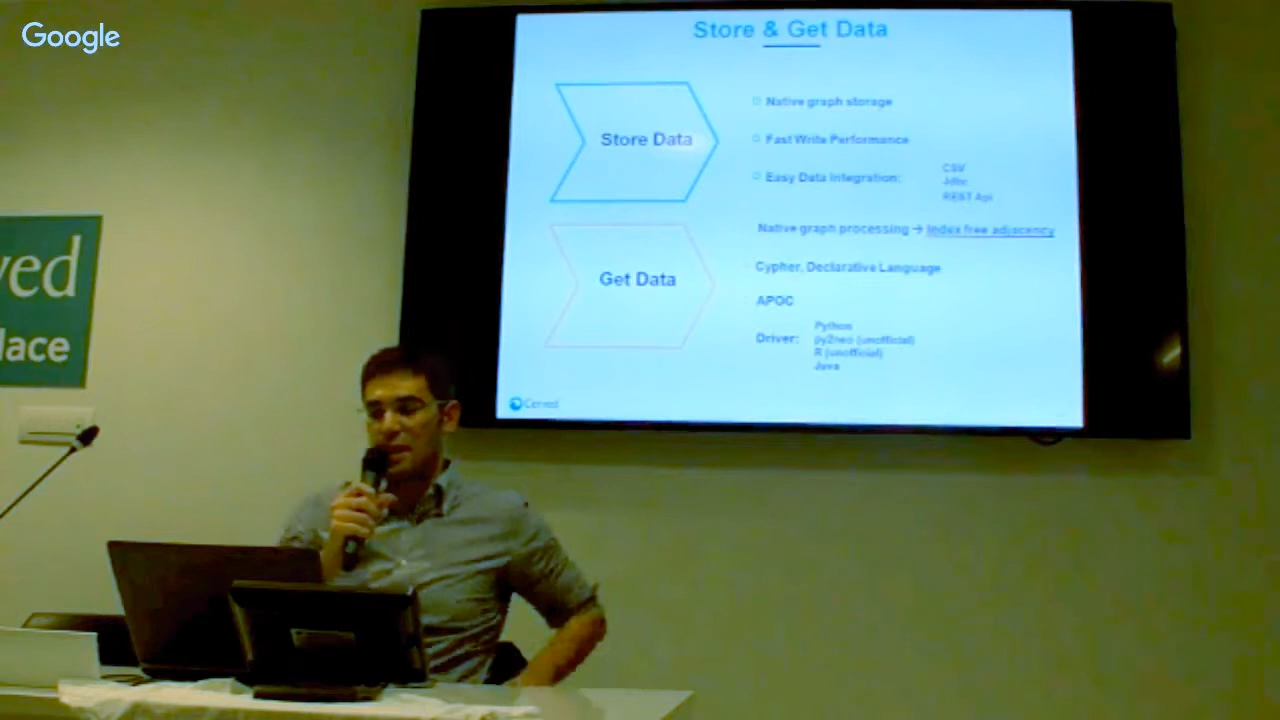 Google
Store & Get Data
Store Data
Native graph storage
Fast Write Performance
Easy Data Integration:
CSV
Jdbc
REST Api
Get Data
Native graph processing → Index free adjacency
Cypher, Declarative Language
APOC
Driver:
Python
py2neo (unofficial)
R (unofficial)
Java
Cerved
ved
lace